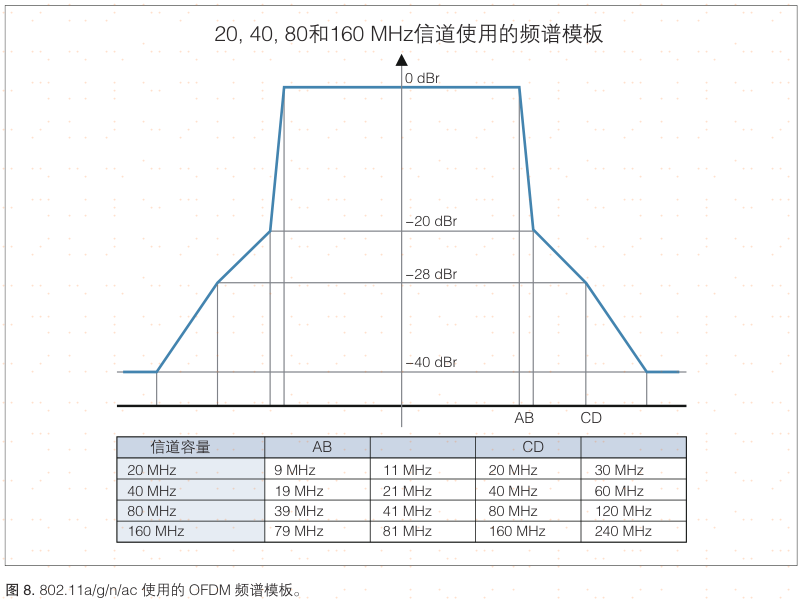 20, 40, 80和160 MHz信道使用的频谱模板
0 dBr
−20 dBr
−28 dBr
−40 dBr
AB CD
信道容量 AB CD
20 MHz 9 MHz 11 MHz 20 MHz 30 MHz
40 MHz 19 MHz 21 MHz 40 MHz 60 MHz
80 MHz 39 MHz 41 MHz 80 MHz 120 MHz
160 MHz 79 MHz 81 MHz 160 MHz 240 MHz
图 8. 802.11a/g/n/ac 使用的 OFDM 频谱模板。